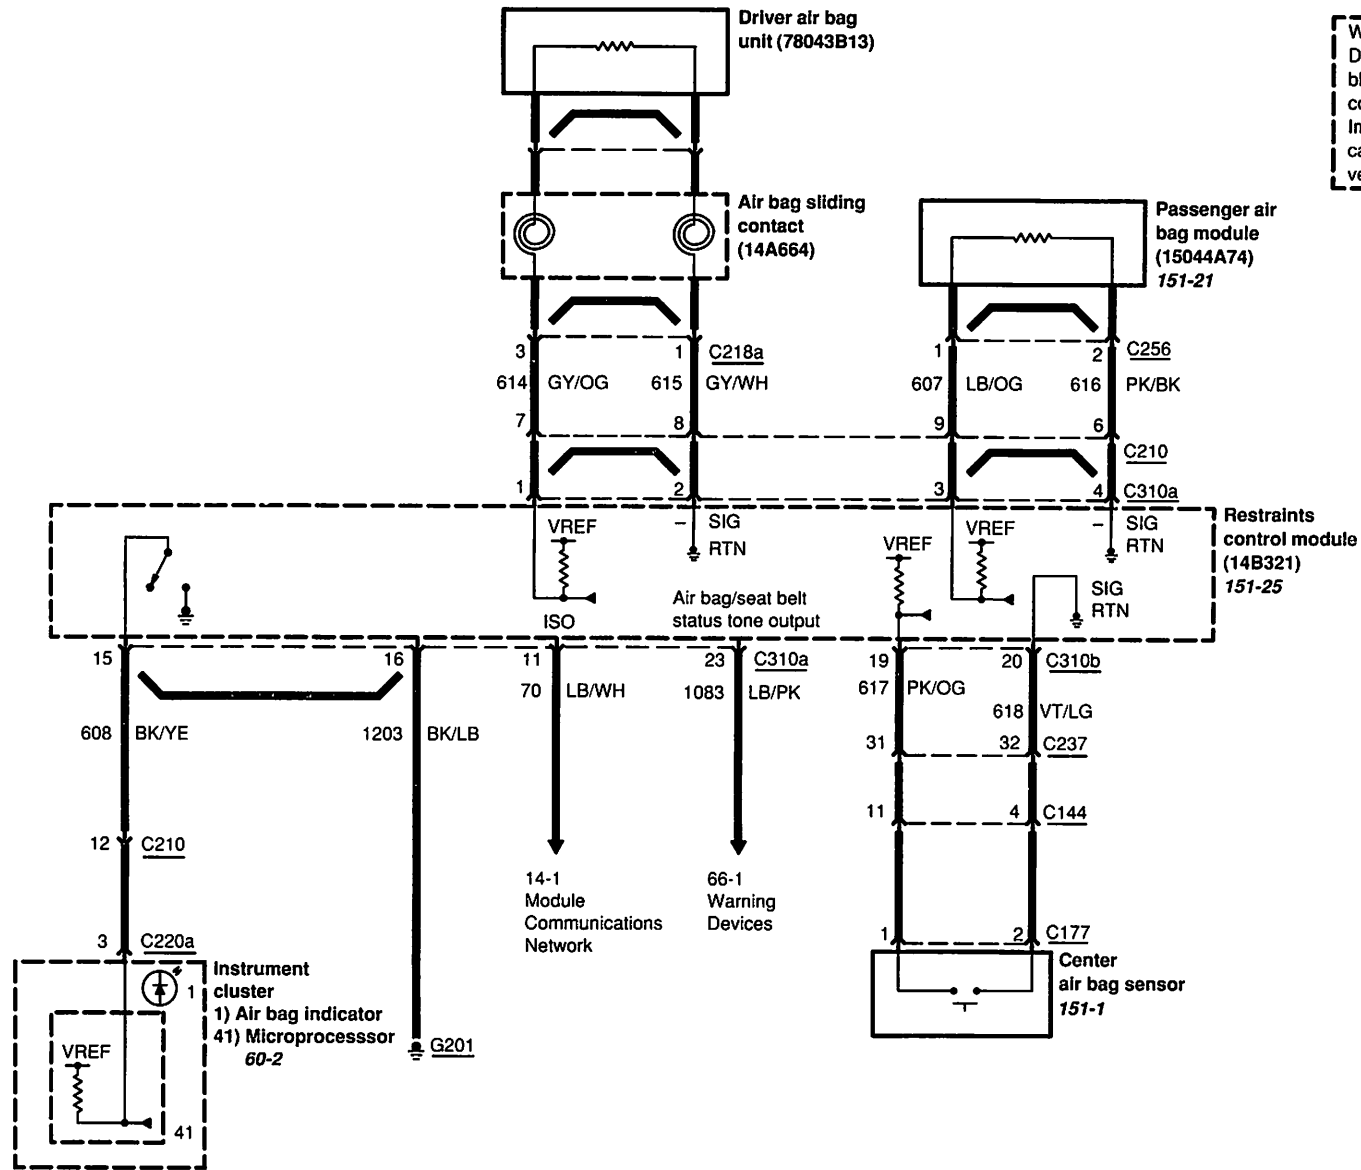 Driver air bag
unit (78043B13)
W
D
bl
co
In
ca
ve
Air bag sliding
contact
(14A664)
Passenger air
bag module
(15044A74)
151-21
3 1 C218a
614 GY/OG 615 GY/WH
7 8
1 2 C256
607 LB/OG 616 PK/BK
9 6
C210
1 2 3 4 C310a
VREF – SIG
RTN
VREF
VREF – SIG
RTN
SIG
RTN
Restraints
control module
(14B321)
151-25
ISO
Air bag/seat belt
status tone output
15 16 11 23 C310a 19 20 C310b
70 LB/WH 1083 LB/PK 617 PK/OG
618 VT/LG
608 BK/YE 1203 BK/LB
31 32 C237
11 4 C144
12 C210
14-1
Module
Communications
Network
66-1
Warning
Devices
1 2 C177
3 C220a
Center
air bag sensor
151-1
1
Instrument
cluster
1) Air bag indicator
41) Microprocesssor
60-2
VREF
41
G201